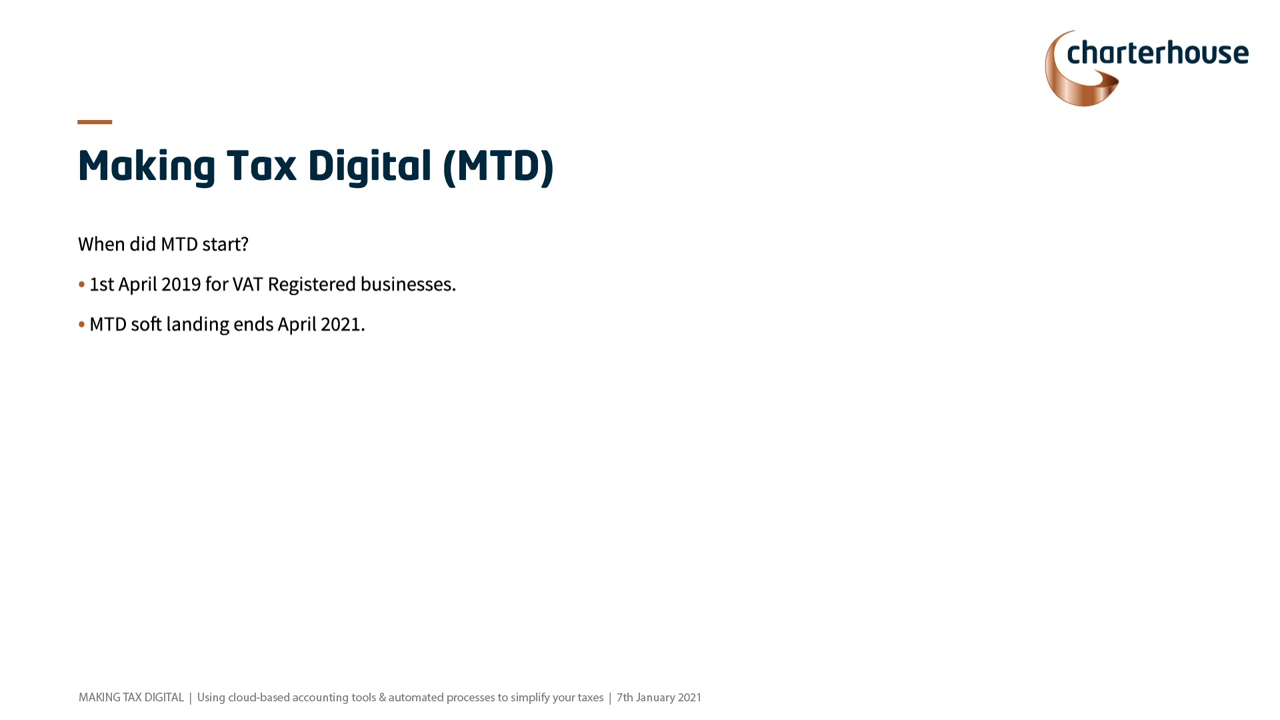 charterhouse
Making Tax Digital (MTD)
When did MTD start?
• 1st April 2019 for VAT Registered businesses.
• MTD soft landing ends April 2021.
MAKING TAX DIGITAL | Using cloud-based accounting tools & automated processes to simplify your taxes | 7th January 2021